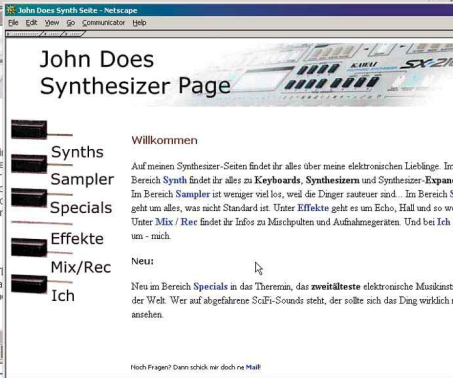 John Does Synth Seite - Netscape
File Edit View Go Communicator Help
John Does
Synthesizer Page
KAWAI
SX-210
Willkommen
Synths
Sampler
Specials
Effekte
Mix/Rec
Ich
Auf meinen Synthesizer-Seiten findet ihr alles über meine elektronischen Lieblinge. Im
Bereich Synth findet ihr alles zu Keyboards, Synthesizern und Synthesizer-Expan
Im Bereich Sampler ist weniger viel los, weil die Dinger sauteuer sind... Im Bereich S
geht um alles, was nicht Standard ist. Unter Effekte geht es um Echo, Hall und so we
Unter Mix / Rec findet ihr Infos zu Mischpulten und Aufnahmegeräten. Und bei Ich
um - mich.
Neu:
Neu im Bereich Specials in das Theremin, das zweitälteste elektronische Musikinst
der Welt. Wer auf abgefahrene SciFi-Sounds steht, der sollte sich das Ding wirklich
ansehen.
Noch Fragen? Dann schick mir doch ne Mail!